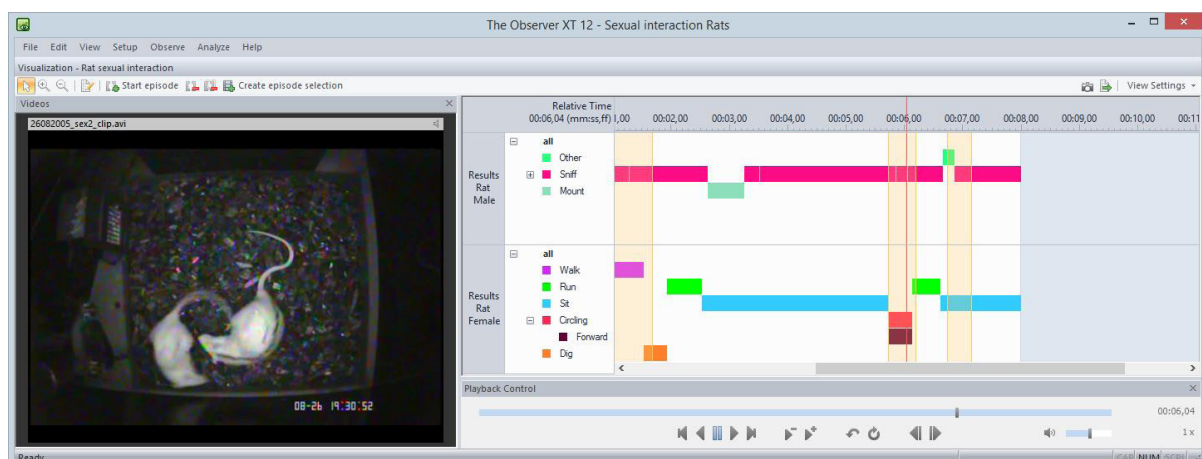 The Observer XT 12 - Sexual interaction Rats
File Edit View Setup Observe Analyze Help
Visualization - Rat sexual interaction
Start episode Create episode selection View Settings
Videos
26082005_sex2_clip.avi
08-26 19:30:52
Relative Time
00:06,04 (mm:ss,ff) 1,00 00:02,00 00:03,00 00:04,00 00:05,00 00:06,00 00:07,00 00:08,00 00:09,00 00:10,00 00:11
Results
Rat
Male
all
Other
Sniff
Mount
Results
Rat
Female
all
Walk
Run
Sit
Circling
Forward
Dig
Playback Control
00:06,04
1 x
Ready
CAP NUM SCRL